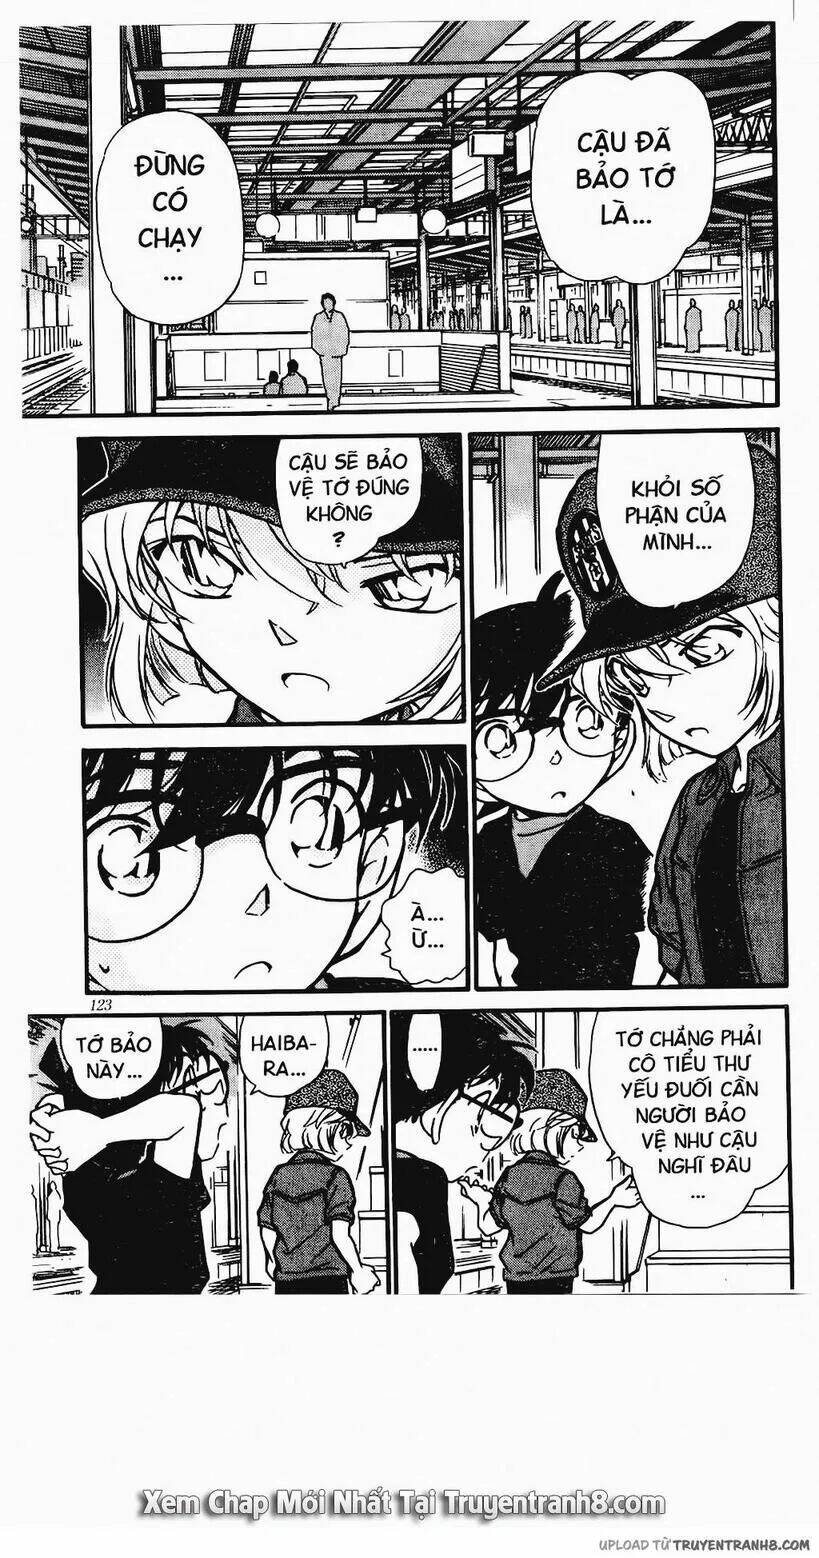 CẬU ĐÃ
BẢO TỚ
LÀ...
ĐỪNG
CÓ
CHẠY
...
KHỎI SỐ
PHẬN CỦA
MÌNH...
CẬU SẼ BẢO
VỆ TỚ ĐÚNG
KHÔNG
?
À...
Ừ...
123
TỚ CHẲNG PHẢI
CÔ TIỂU THƯ
YẾU ĐUỐI CẦN
NGƯỜI BẢO
VỆ NHƯ CẬU
NGHĨ ĐÂU
...
.....
HAIBA-
RA...
TỚ BẢO
NÀY...
Xem Chap Mới Nhất Tại Truyentranh8.com
UPLOAD TỪ TRUYENTRANH8.COM